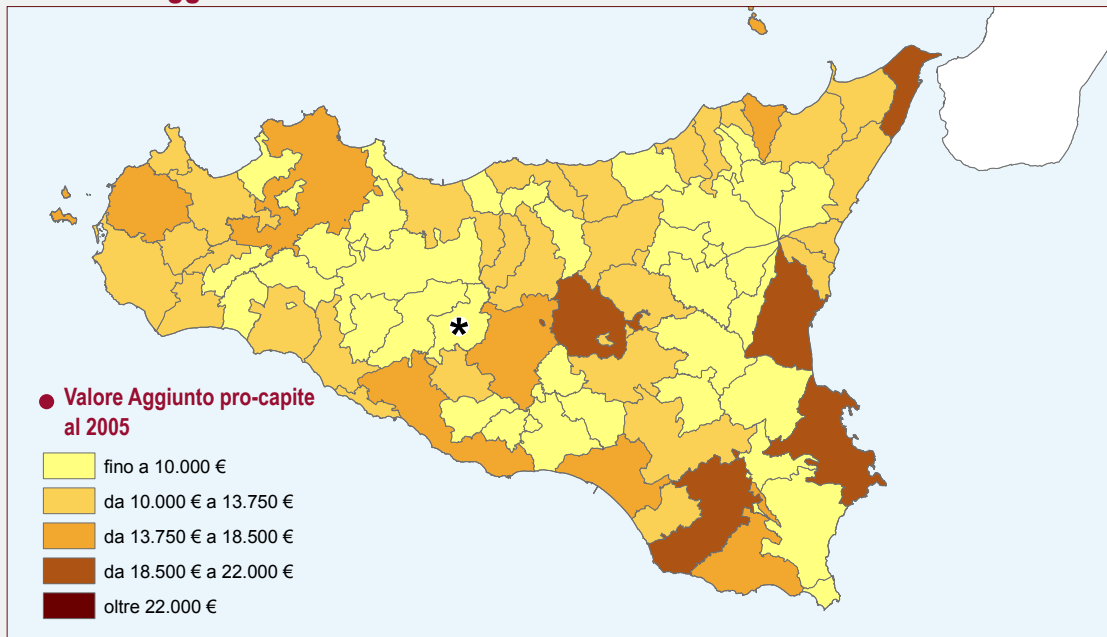 Valore Aggiunto pro-capite
al 2005
fino a 10.000 €
da 10.000 € a 13.750 €
da 13.750 € a 18.500 €
da 18.500 € a 22.000 €
oltre 22.000 €
*